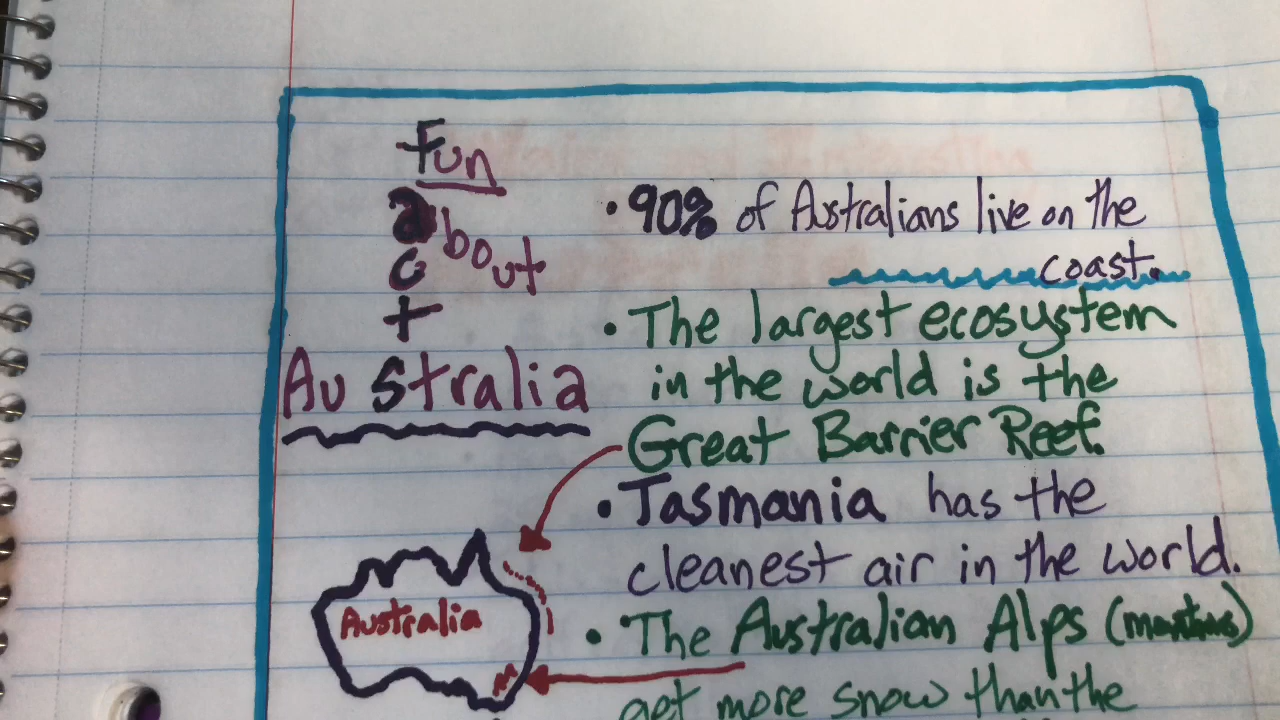 Fun
about
c
t
Australia
• 90% of Australians live on the
coast.
• The largest ecosystem
in the world is the
Great Barrier Reef.
• Tasmania has the
cleanest air in the world.
• The Australian Alps
get more snow than the
Australia